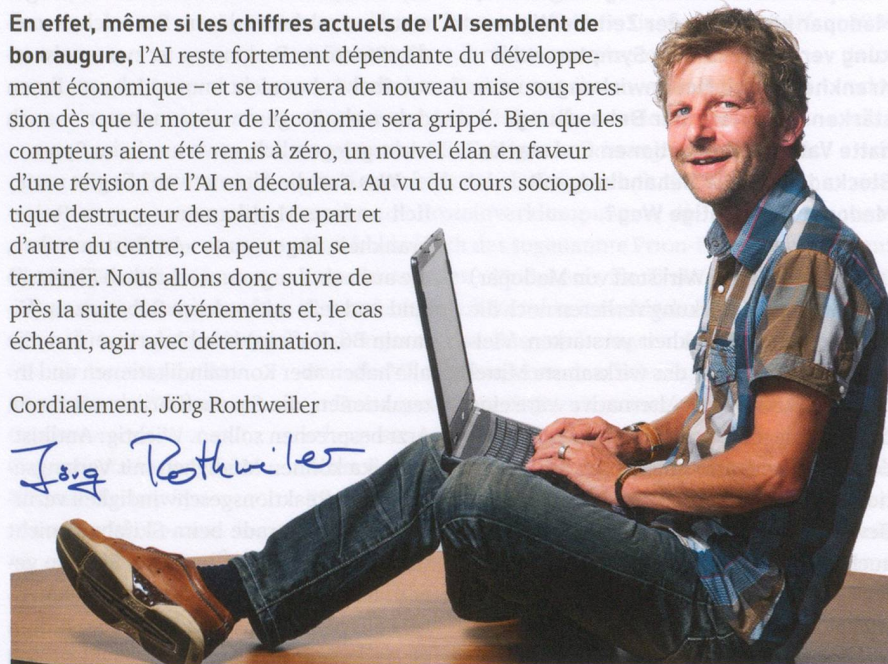 En effet, même si les chiffres actuels de l'AI semblent de
bon augure, l'AI reste fortement dépendante du développe-
ment économique – et se trouvera de nouveau mise sous pres-
sion dès que le moteur de l'économie sera grippé. Bien que les
compteurs aient été remis à zéro, un nouvel élan en faveur
d'une révision de l'AI en découlera. Au vu du cours sociopoli-
tique destructeur des partis de part et
d'autre du centre, cela peut mal se
terminer. Nous allons donc suivre de
près la suite des événements et, le cas
échéant, agir avec détermination.
Cordialement, Jörg Rothweiler
Jörg Rothweiler